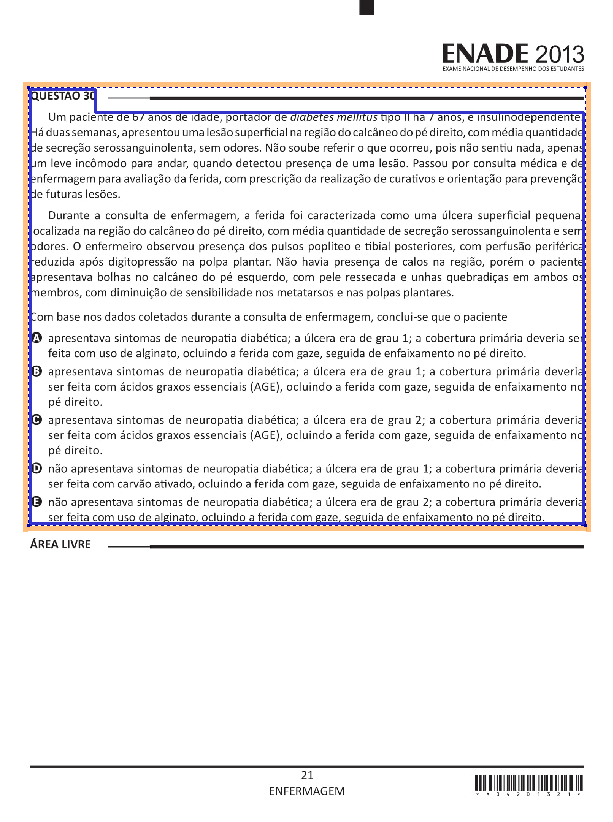 ENADE 2013
EXAME NACIONAL DE DESEMPENHO DOS ESTUDANTES
QUESTÃO 30
Um paciente de 67 anos de idade, portador de diabetes mellitus tipo II há 7 anos, é insulinodependente.
Há duas semanas, apresentou uma lesão superficial na região do calcâneo do pé direito, com média quantidade
de secreção serossanguinolenta, sem odores. Não soube referir o que ocorreu, pois não sentiu nada, apenas
um leve incômodo para andar, quando detectou presença de uma lesão. Passou por consulta médica e de
enfermagem para avaliação da ferida, com prescrição da realização de curativos e orientação para prevenção
de futuras lesões.
Durante a consulta de enfermagem, a ferida foi caracterizada como uma úlcera superficial pequena,
localizada na região do calcâneo do pé direito, com média quantidade de secreção serossanguinolenta e sem
odores. O enfermeiro observou presença dos pulsos poplíteo e tibial posteriores, com perfusão periférica
reduzida após digitopressão na polpa plantar. Não havia presença de calos na região, porém o paciente
apresentava bolhas no calcâneo do pé esquerdo, com pele ressecada e unhas quebradiças em ambos os
membros, com diminuição de sensibilidade nos metatarsos e nas polpas plantares.
Com base nos dados coletados durante a consulta de enfermagem, conclui-se que o paciente
A apresentava sintomas de neuropatia diabética; a úlcera era de grau 1; a cobertura primária deveria ser
feita com uso de alginato, ocluindo a ferida com gaze, seguida de enfaixamento no pé direito.
B apresentava sintomas de neuropatia diabética; a úlcera era de grau 1; a cobertura primária deveria
ser feita com ácidos graxos essenciais (AGE), ocluindo a ferida com gaze, seguida de enfaixamento no
pé direito.
C apresentava sintomas de neuropatia diabética; a úlcera era de grau 2; a cobertura primária deveria
ser feita com ácidos graxos essenciais (AGE), ocluindo a ferida com gaze, seguida de enfaixamento no
pé direito.
D não apresentava sintomas de neuropatia diabética; a úlcera era de grau 1; a cobertura primária deveria
ser feita com carvão ativado, ocluindo a ferida com gaze, seguida de enfaixamento no pé direito.
E não apresentava sintomas de neuropatia diabética; a úlcera era de grau 2; a cobertura primária deveria
ser feita com uso de alginato, ocluindo a ferida com gaze, seguida de enfaixamento no pé direito.
ÁREA LIVRE
21
ENFERMAGEM